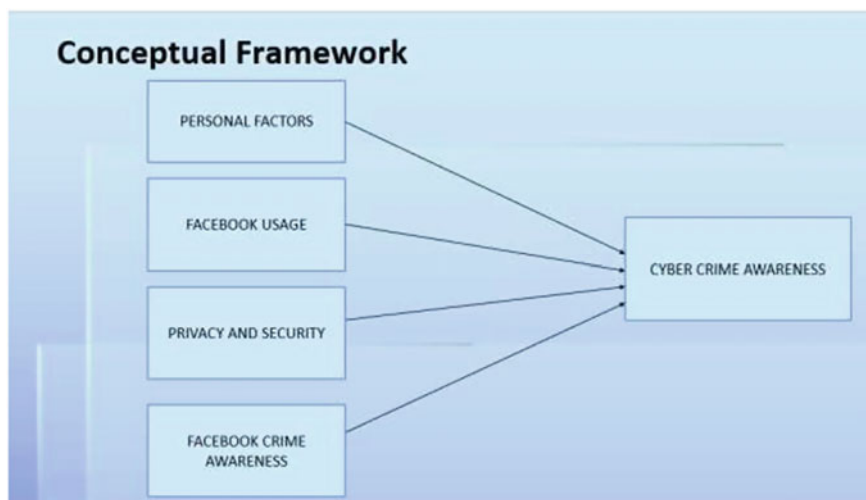 Conceptual Framework
PERSONAL FACTORS
FACEBOOK USAGE
PRIVACY AND SECURITY
FACEBOOK CRIME
AWARENESS
CYBER CRIME AWARENESS